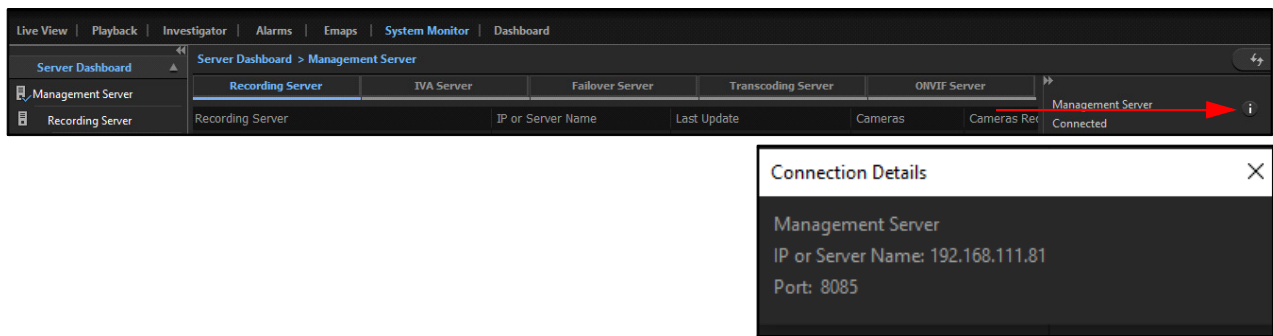 Live View | Playback | Investigator | Alarms | Emaps | System Monitor | Dashboard
Server Dashboard
Server Dashboard > Management Server
Management Server
Recording Server
Recording Server IVA Server Failover Server Transcoding Server ONVIF Server
Recording Server IP or Server Name Last Update Cameras Cameras Rec
Management Server
Connected
Connection Details
Management Server
IP or Server Name: 192.168.111.81
Port: 8085